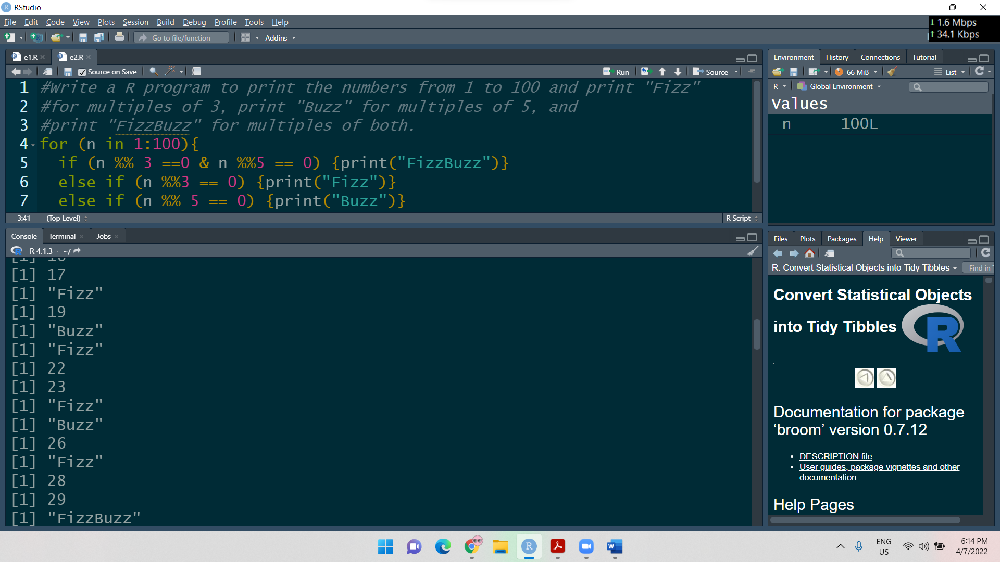 RStudio
File Edit Code View Plots Session Build Debug Profile Tools Help
1.6 Mbps
34.1 Kbps
Go to file/function Addins
e1.R e2.R
Source on Save Run Source
1 #Write a R program to print the numbers from 1 to 100 and print "Fizz"
2 #for multiples of 3, print "Buzz" for multiples of 5, and
3 #print "FizzBuzz" for multiples of both.
4 for (n in 1:100){
5 if (n %% 3 ==0 & n %%5 == 0) {print("FizzBuzz")}
6 else if (n %%3 == 0) {print("Fizz")}
7 else if (n %% 5 == 0) {print("Buzz")}
3:41 (Top Level) R Script
Console Terminal Jobs
R 4.1.3 · ~/
[1] 16
[1] 17
[1] "Fizz"
[1] 19
[1] "Buzz"
[1] "Fizz"
[1] 22
[1] 23
[1] "Fizz"
[1] "Buzz"
[1] 26
[1] "Fizz"
[1] 28
[1] 29
[1] "FizzBuzz"
Environment History Connections Tutorial
66 MiB List
R Global Environment
Values
n 100L
Files Plots Packages Help Viewer
R: Convert Statistical Objects into Tidy Tibbles Find in T
Convert Statistical Objects
into Tidy Tibbles
Documentation for package
‘broom’ version 0.7.12
• DESCRIPTION file.
• User guides, package vignettes and other
documentation.
Help Pages
ENG
US
6:14 PM
4/7/2022